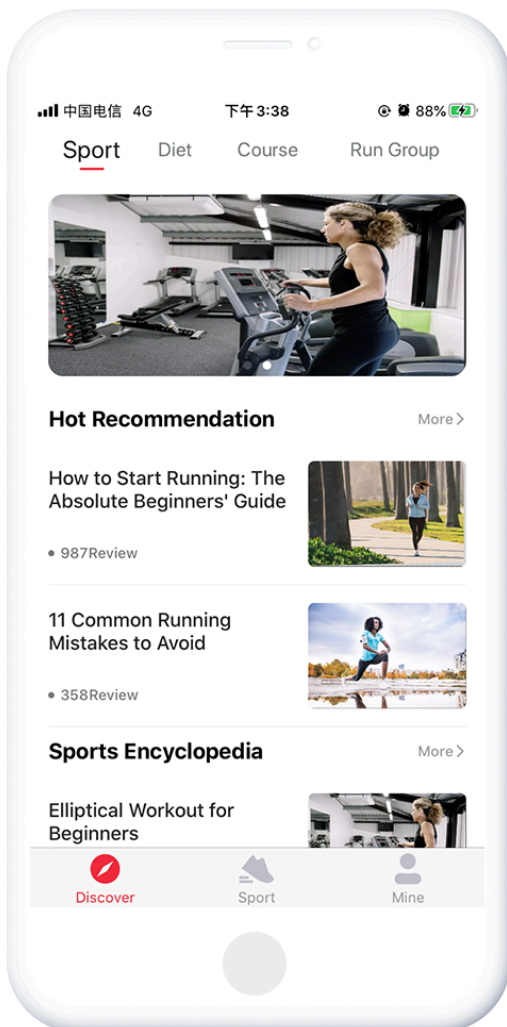 中国电信 4G 下午3:38 88%
Sport Diet Course Run Group
Hot Recommendation More
How to Start Running: The
Absolute Beginners' Guide
987Review
11 Common Running
Mistakes to Avoid
358Review
Sports Encyclopedia More
Elliptical Workout for
Beginners
Discover Sport Mine